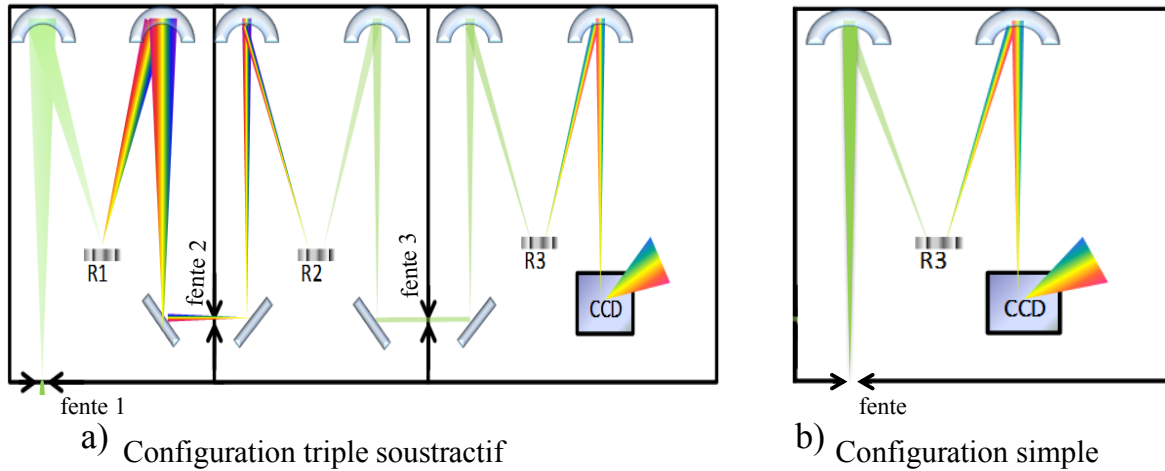 R1
fente 2
R2
fente 3
R3
CCD
fente 1
a) Configuration triple soustractif
R3
CCD
fente
b) Configuration simple